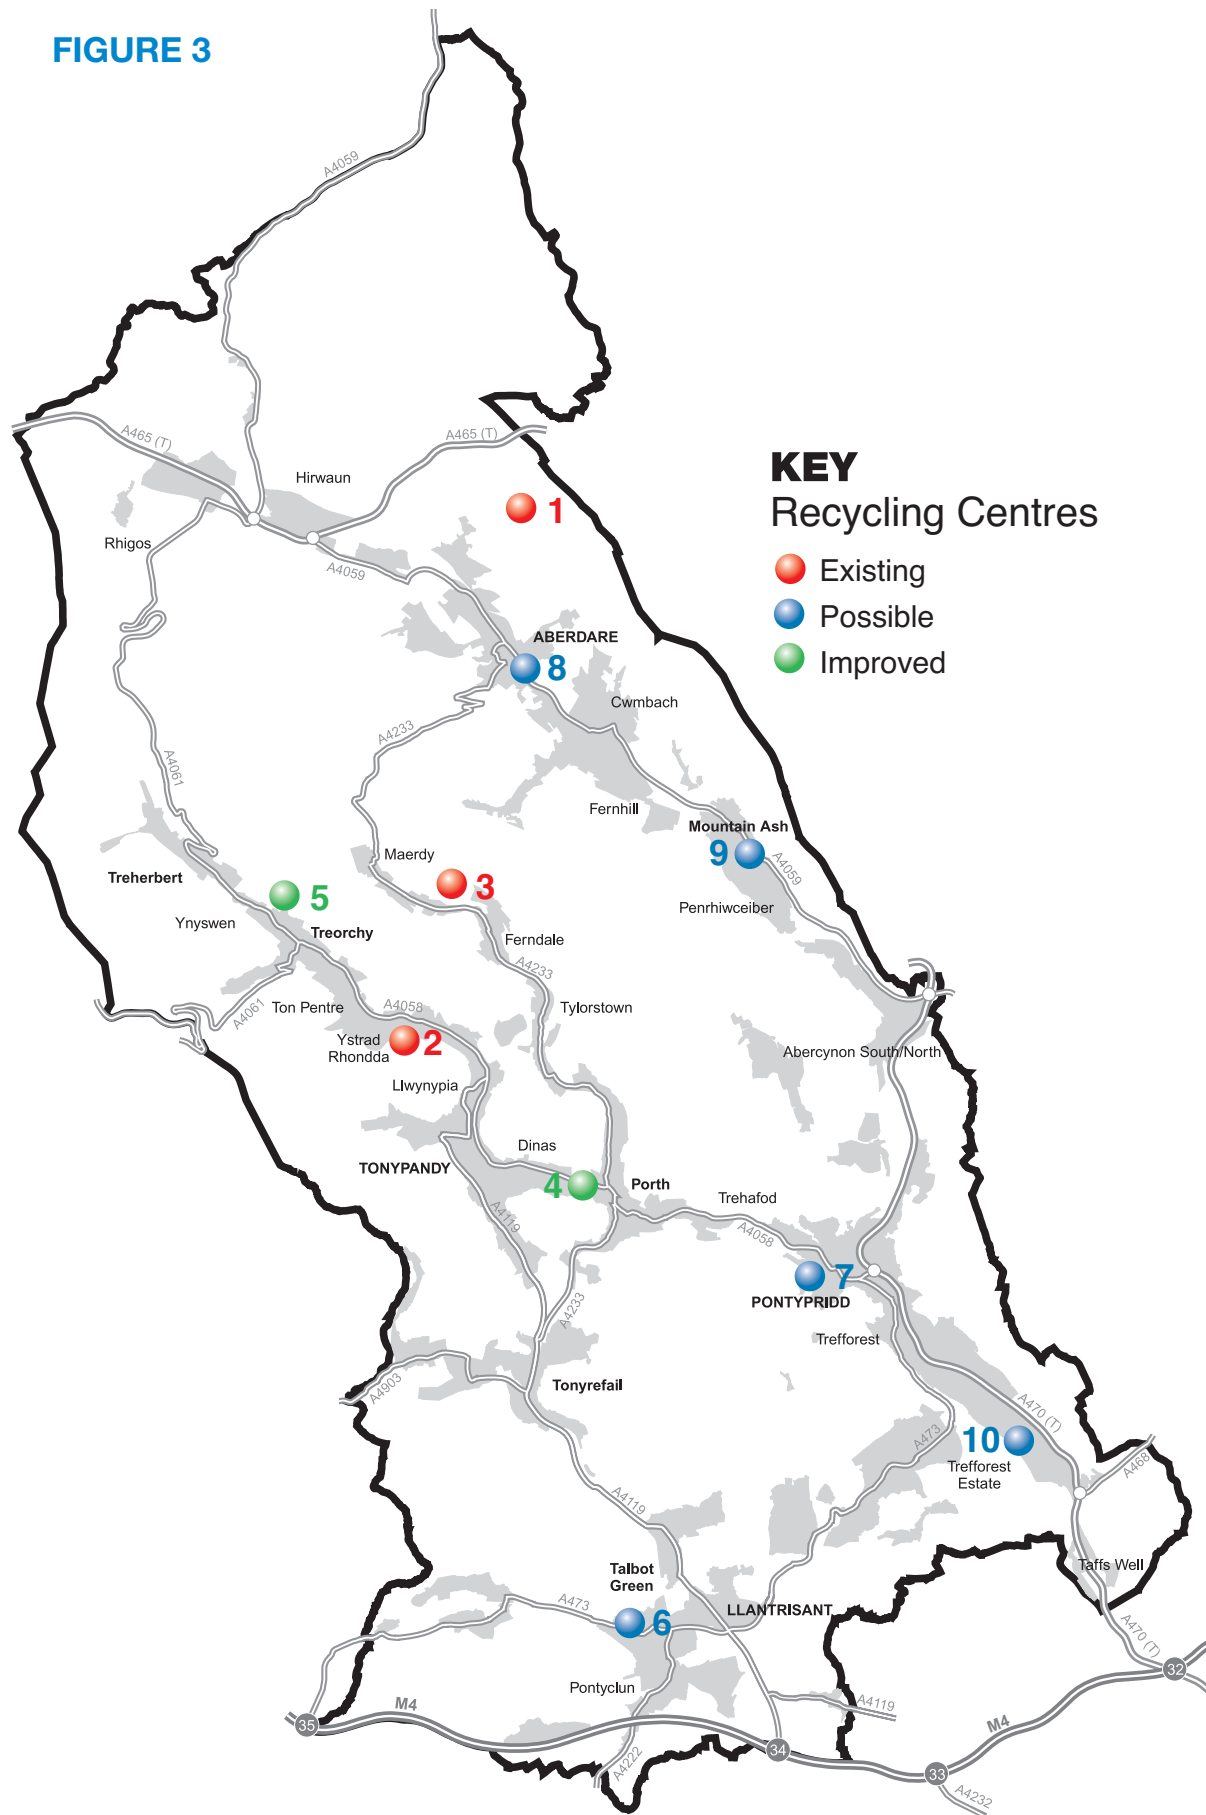 FIGURE 3
A4059
A465 (T)
A465 (T)
Hirwaun
KEY
Recycling Centres
Existing
Possible
Improved
1
Rhigos
A4059
ABERDARE
8
Cwmbach
A4233
A4061
Fernhill
Mountain Ash
9
A4059
Maerdy
Treherbert
3
5
Penrhiwceiber
Ynyswen
Treorchy
Ferndale
A4233
Ton Pentre
A4058
Tylorstown
A4061
Ystrad
Rhondda
2
Abercynon South/North
Llwynypia
Dinas
TONYPANDY
4
Porth
Trehafod
A4119
A4058
7
PONTYPRIDD
A4233
Trefforest
A4903
Tonyrefail
A470 (T)
A473
10
Trefforest
Estate
A468
A4119
Talbot
Green
Taffs Well
A473
6
LLANTRISANT
A470 (T)
32
Pontyclun
M4
A4119
35
M4
34
A4222
33
A4232